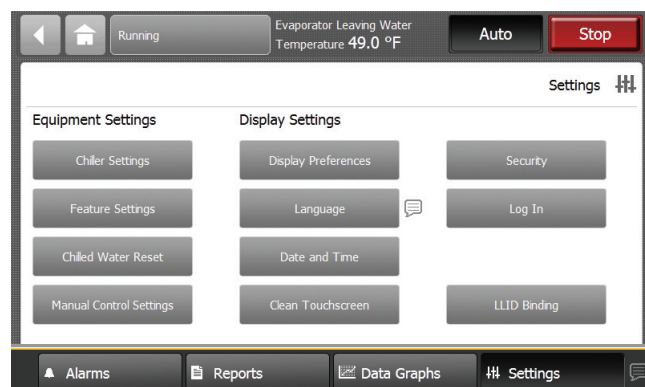 Running
Evaporator Leaving Water
Temperature 49.0 °F
Auto
Stop
Settings
Equipment Settings
Display Settings
Chiller Settings
Display Preferences
Security
Feature Settings
Language
Log In
Chilled Water Reset
Date and Time
Manual Control Settings
Clean Touchscreen
LLID Binding
Alarms
Reports
Data Graphs
Settings